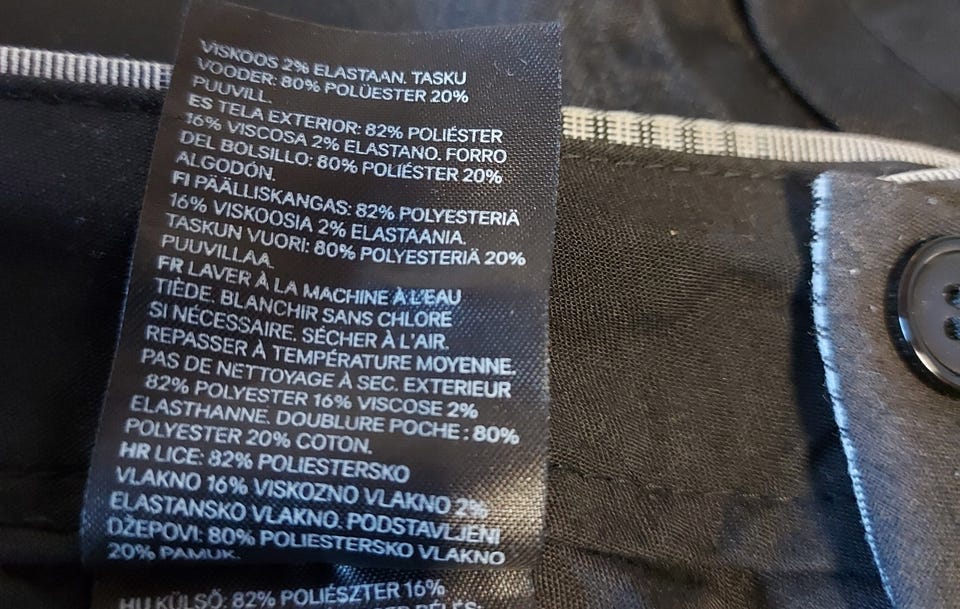 VISKOOS 2% ELASTAAN. TASKU
VOODER: 80% POLÜESTER 20%
PUUVILL.
ES TELA EXTERIOR: 82% POLIÉSTER
16% VISCOSA 2% ELASTANO. FORRO
DEL BOLSILLO: 80% POLIÉSTER 20%
ALGODÓN.
FI PÄÄLLISKANGAS: 82% POLYESTERIÄ
16% VISKOOSIA 2% ELASTAANIA.
TASKUN VUORI: 80% POLYESTERIÄ 20%
PUUVILLAA.
FR LAVER À LA MACHINE À L'EAU
TIÈDE. BLANCHIR SANS CHLORE
SI NÉCESSAIRE. SÉCHER À L'AIR.
REPASSER À TEMPÉRATURE MOYENNE.
PAS DE NETTOYAGE À SEC. EXTERIEUR
82% POLYESTER 16% VISCOSE 2%
ELASTHANNE. DOUBLURE POCHE : 80%
POLYESTER 20% COTON.
HR LICE: 82% POLIESTERSKO
VLAKNO 16% VISKOZNO VLAKNO 2%
ELASTANSKO VLAKNO. PODSTAVLJENI
DŽEPOVI: 80% POLIESTERSKO VLAKNO
20% PAMUK.
HU KÜLSŐ: 82% POLIÉSZTER 16%
BÉLÉS: